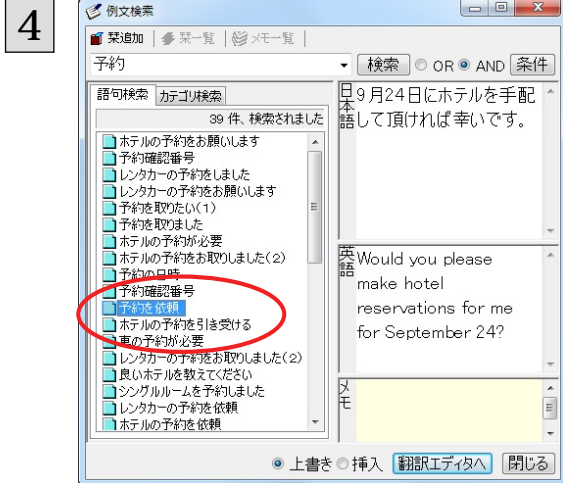 4
例文検索
栞追加 栞一覧 メモ一覧
予約 検索 OR AND 条件
語句検索 カテゴリ検索
39 件、検索されました
ホテルの予約をお願いします
予約確認番号
レンタカーの予約をしました
レンタカーの予約をお願いします
予約を取りたい(1)
予約を取りました
ホテルの予約が必要
ホテルの予約をお取りしました(2)
予約の日時
予約確認番号
予約を依頼
ホテルの予約を引き受ける
車の予約が必要
レンタカーの予約をお取りしました(2)
良いホテルを教えてください
シングルルームを予約しました
レンタカーの予約を依頼
ホテルの予約を依頼
日本語
9月24日にホテルを手配
して頂ければ幸いです。
英語
Would you please
make hotel
reservations for me
for September 24?
メモ
上書き 挿入 翻訳エディタへ 閉じる